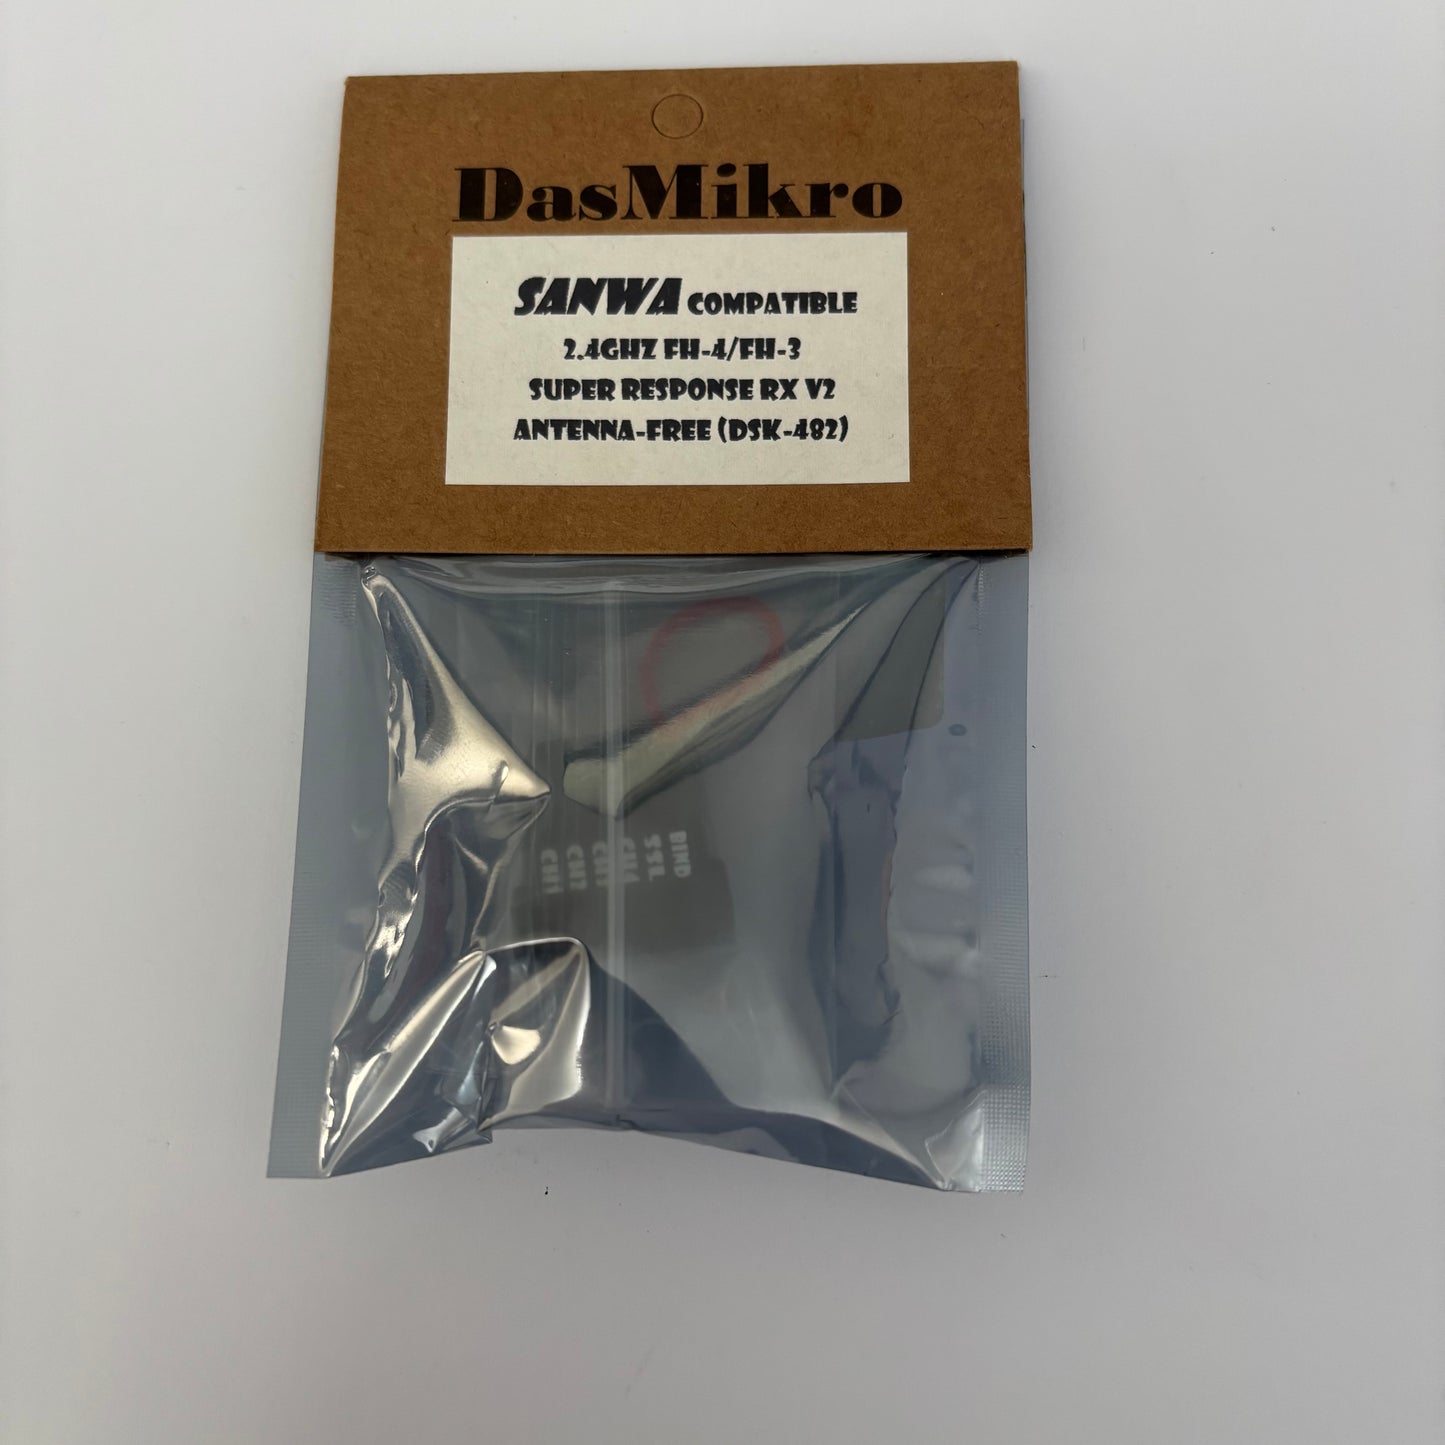 DasMikro
SANWA COMPATIBLE
2.4GHZ FH-4/FH-3
SUPER RESPONSE RX V2
ANTENNA-FREE (DSK-482)
BIND
SSL
CH4
CH3
CH2
CH1